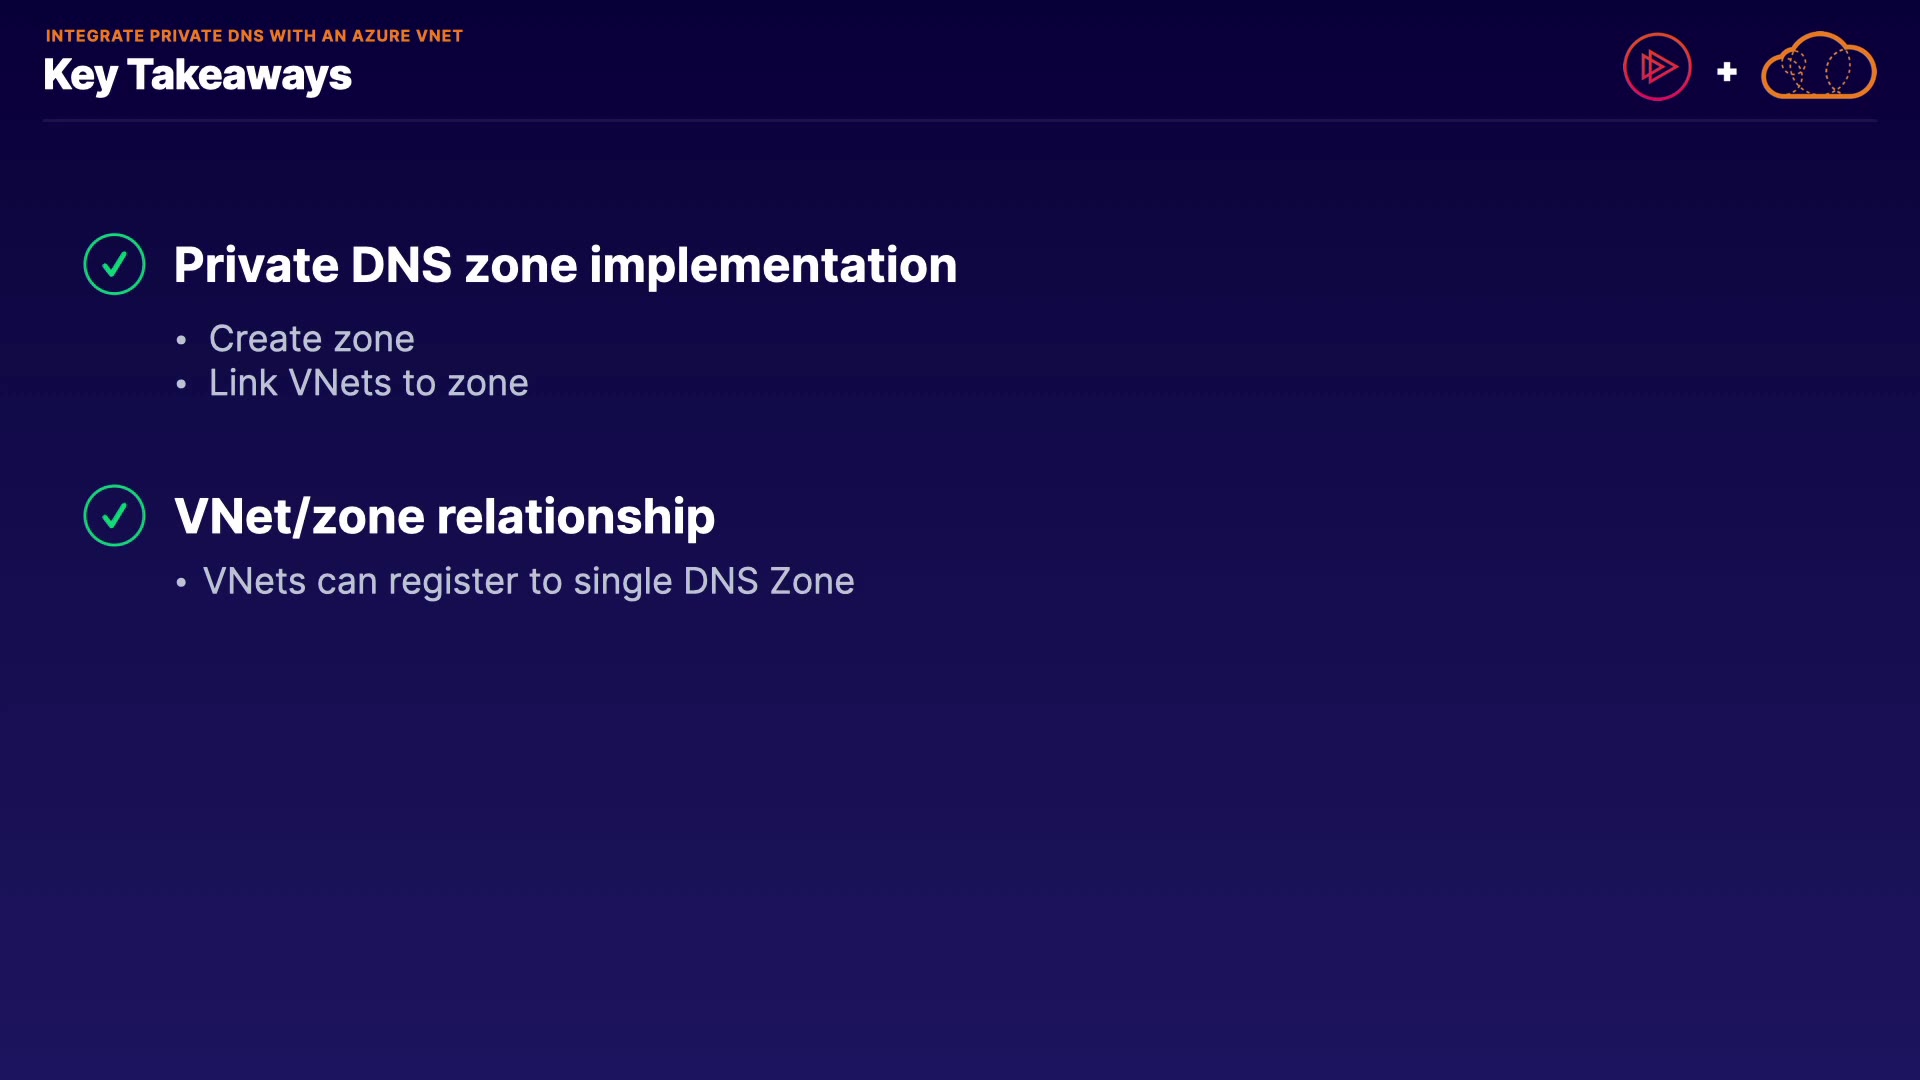 INTEGRATE PRIVATE DNS WITH AN AZURE VNET
Key Takeaways
+
Private DNS zone implementation
• Create zone
• Link VNets to zone
VNet/zone relationship
• VNets can register to single DNS Zone